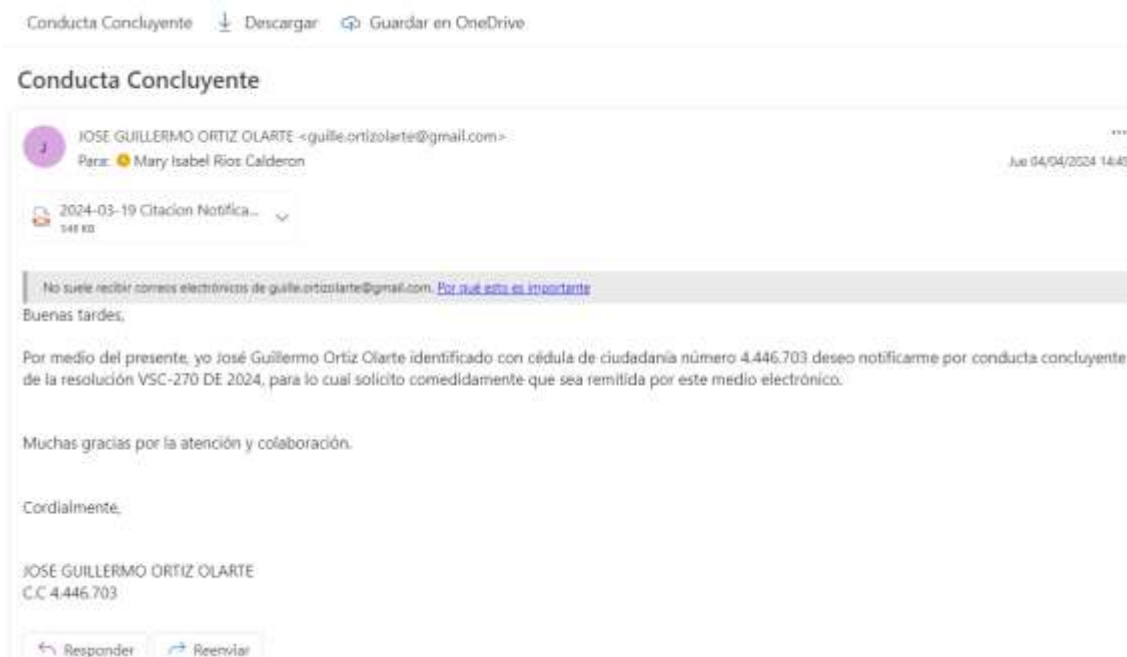 Conducta Concluyente Descargar Guardar en OneDrive
Conducta Concluyente
J
JOSE GUILLERMO ORTIZ OLARTE <guille.ortizolarte@gmail.com>
Para: Mary Isabel Rios Calderon
Jue 04/04/2024 14:49
2024-03-19 Citacion Notifica...
548 KB
No suele recibir correos electrónicos de guille.ortizolarte@gmail.com. Por qué esto es importante
Buenas tardes,
Por medio del presente, yo José Guillermo Ortiz Olarte identificado con cédula de ciudadanía número 4.446.703 deseo notificarme por conducta concluyente
de la resolución VSC-270 DE 2024, para lo cual solicito comedidamente que sea remitida por este medio electrónico.
Muchas gracias por la atención y colaboración.
Cordialmente,
JOSE GUILLERMO ORTIZ OLARTE
C.C 4.446.703
Responder Reenviar